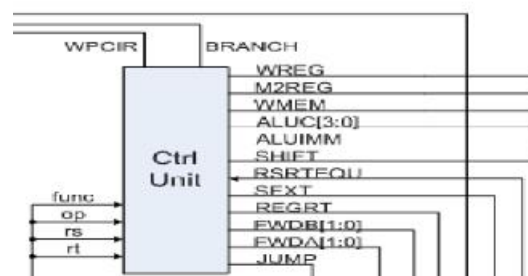 WPCIR BRANCH
WREG
M2REG
WMEM
ALUC[3:0]
ALUIMM
SHIFT
RSRTEQU
SEXT
REGRT
FWDB[1:0]
FWDA[1:0]
JUMP
Ctrl
Unit
func
op
rs
rt